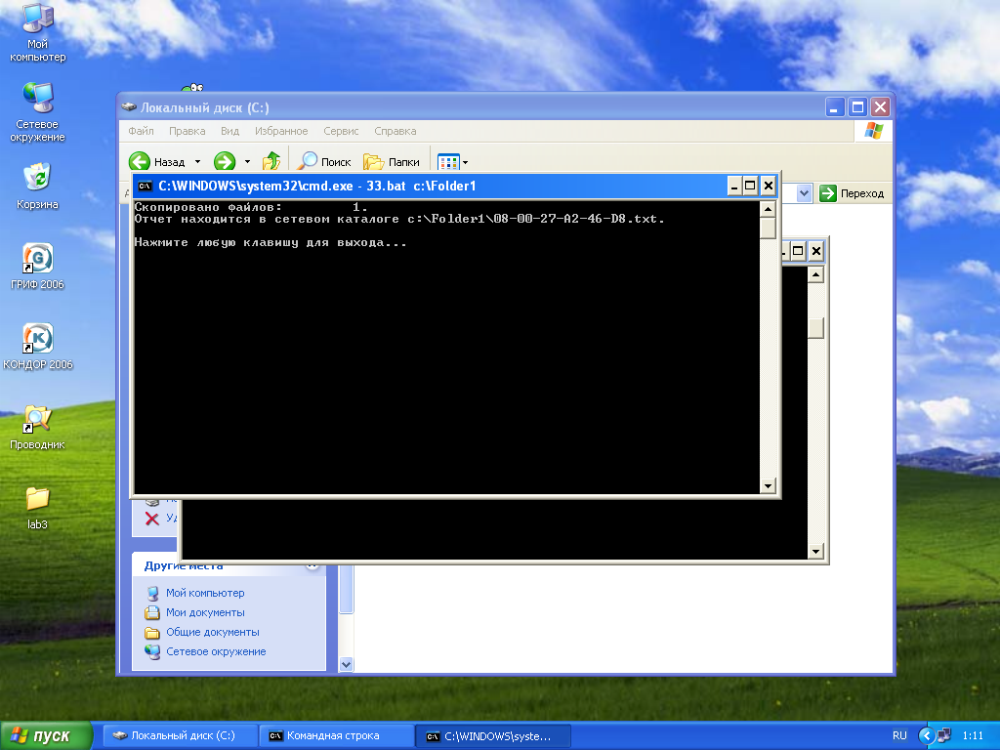 Мой
компьютер
Сетевое
окружение
Корзина
ГРИФ 2006
КОНДОР 2006
Проводник
lab3
Локальный диск (C:)
Файл Правка Вид Избранное Сервис Справка
Назад Поиск Папки
Переход
C:\WINDOWS\system32\cmd.exe - 33.bat c:\Folder1
Скопировано файлов: 1.
Отчет находится в сетевом каталоге c:\Folder1\08-00-27-A2-46-D8.txt.
Нажмите любую клавишу для выхода...
Другие места
Мой компьютер
Мои документы
Общие документы
Сетевое окружение
пуск Локальный диск (C:) Командная строка C:\WINDOWS\syste... RU 1:11